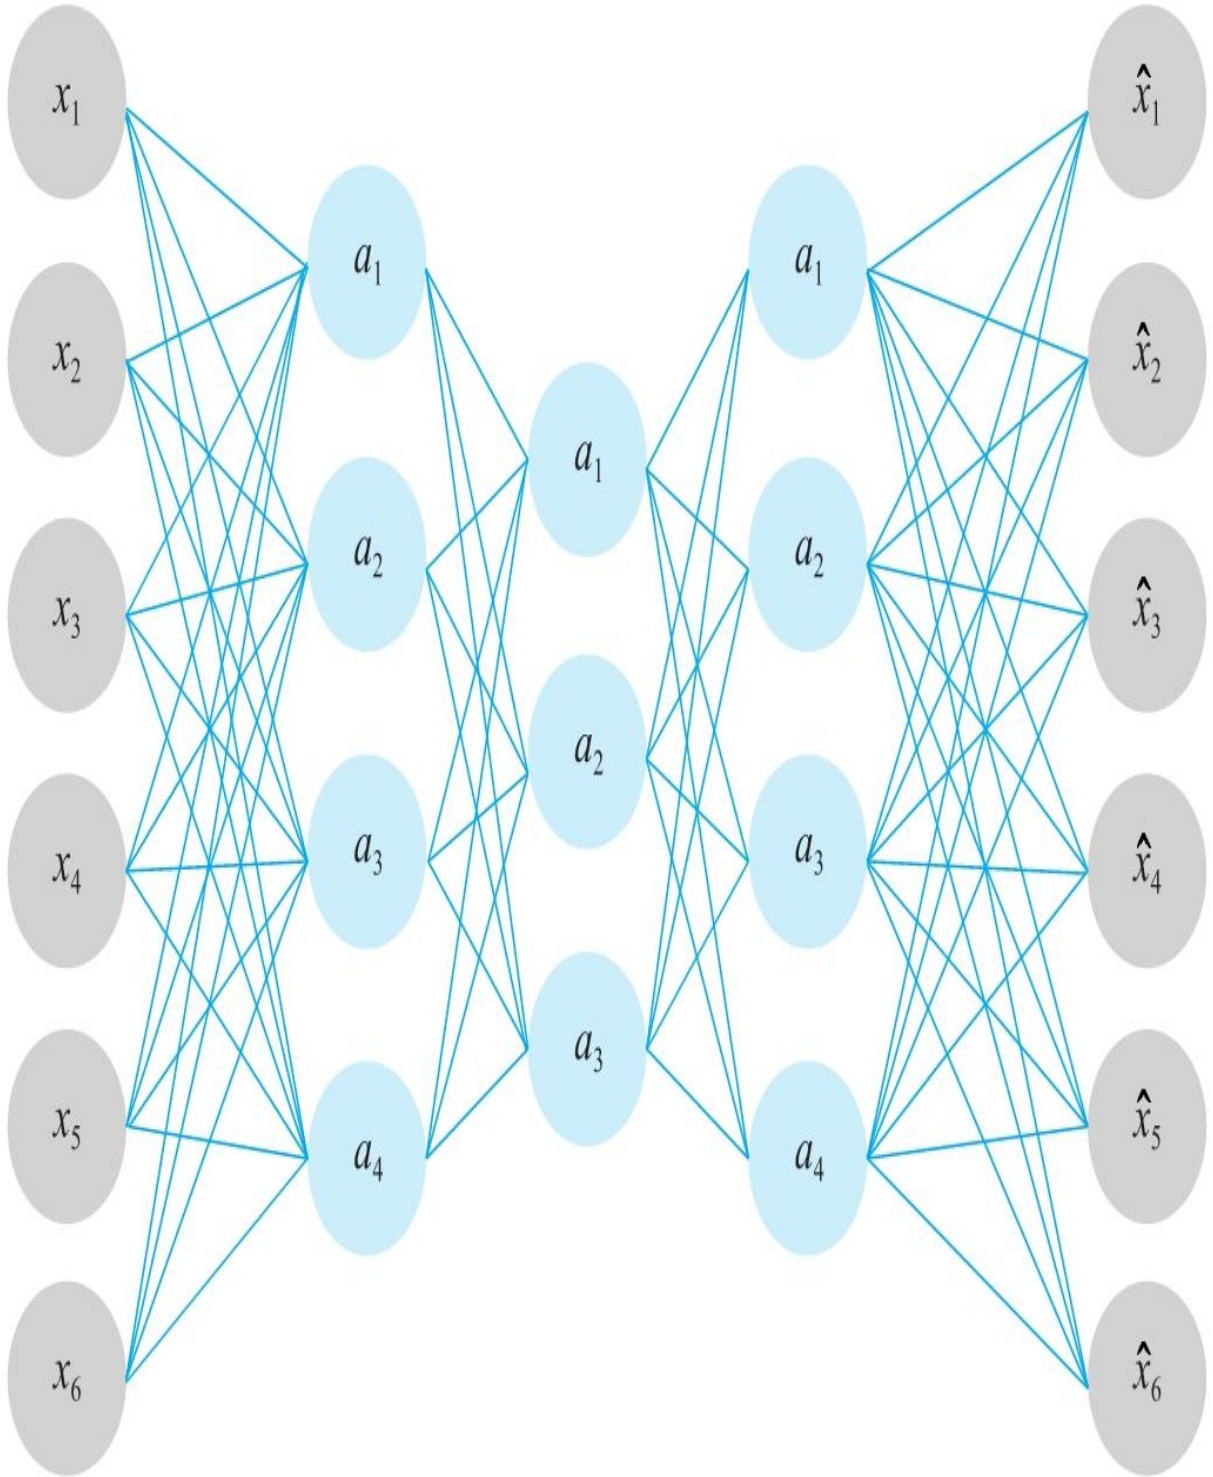 x₁
x₂
x₃
x₄
x₅
x₆
a₁
a₂
a₃
a₄
a₁
a₂
a₃
a₁
a₂
a₃
a₄
x̂₁
x̂₂
x̂₃
x̂₄
x̂₅
x̂₆